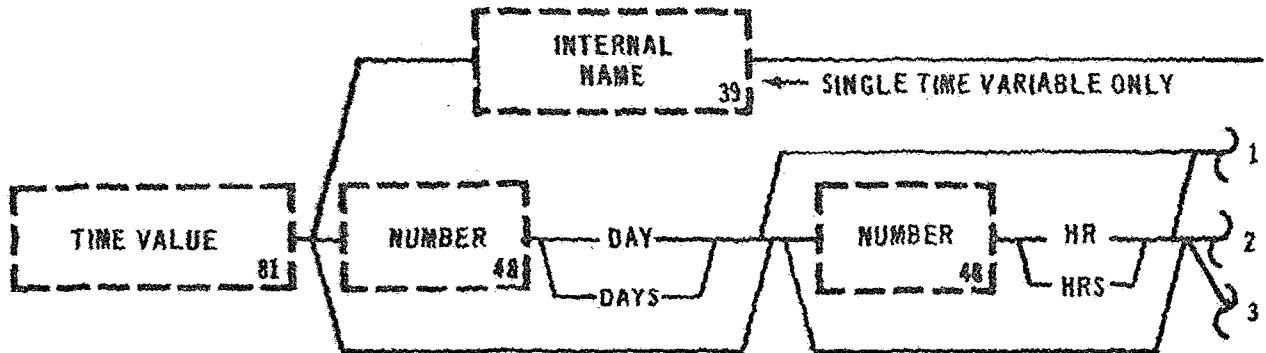 INTERNAL
NAME
39
SINGLE TIME VARIABLE ONLY
1
TIME VALUE
81
NUMBER
48
DAY
DAYS
NUMBER
48
HR
HRS
2
3